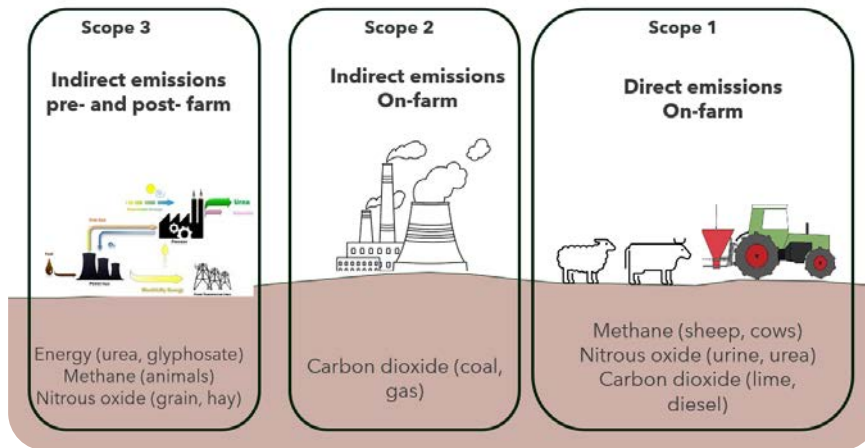 Scope 3
Indirect emissions
pre- and post- farm
Urea
Energy (urea, glyphosate)
Methane (animals)
Nitrous oxide (grain, hay)
Scope 2
Indirect emissions
On-farm
Carbon dioxide (coal,
gas)
Scope 1
Direct emissions
On-farm
Methane (sheep, cows)
Nitrous oxide (urine, urea)
Carbon dioxide (lime,
diesel)